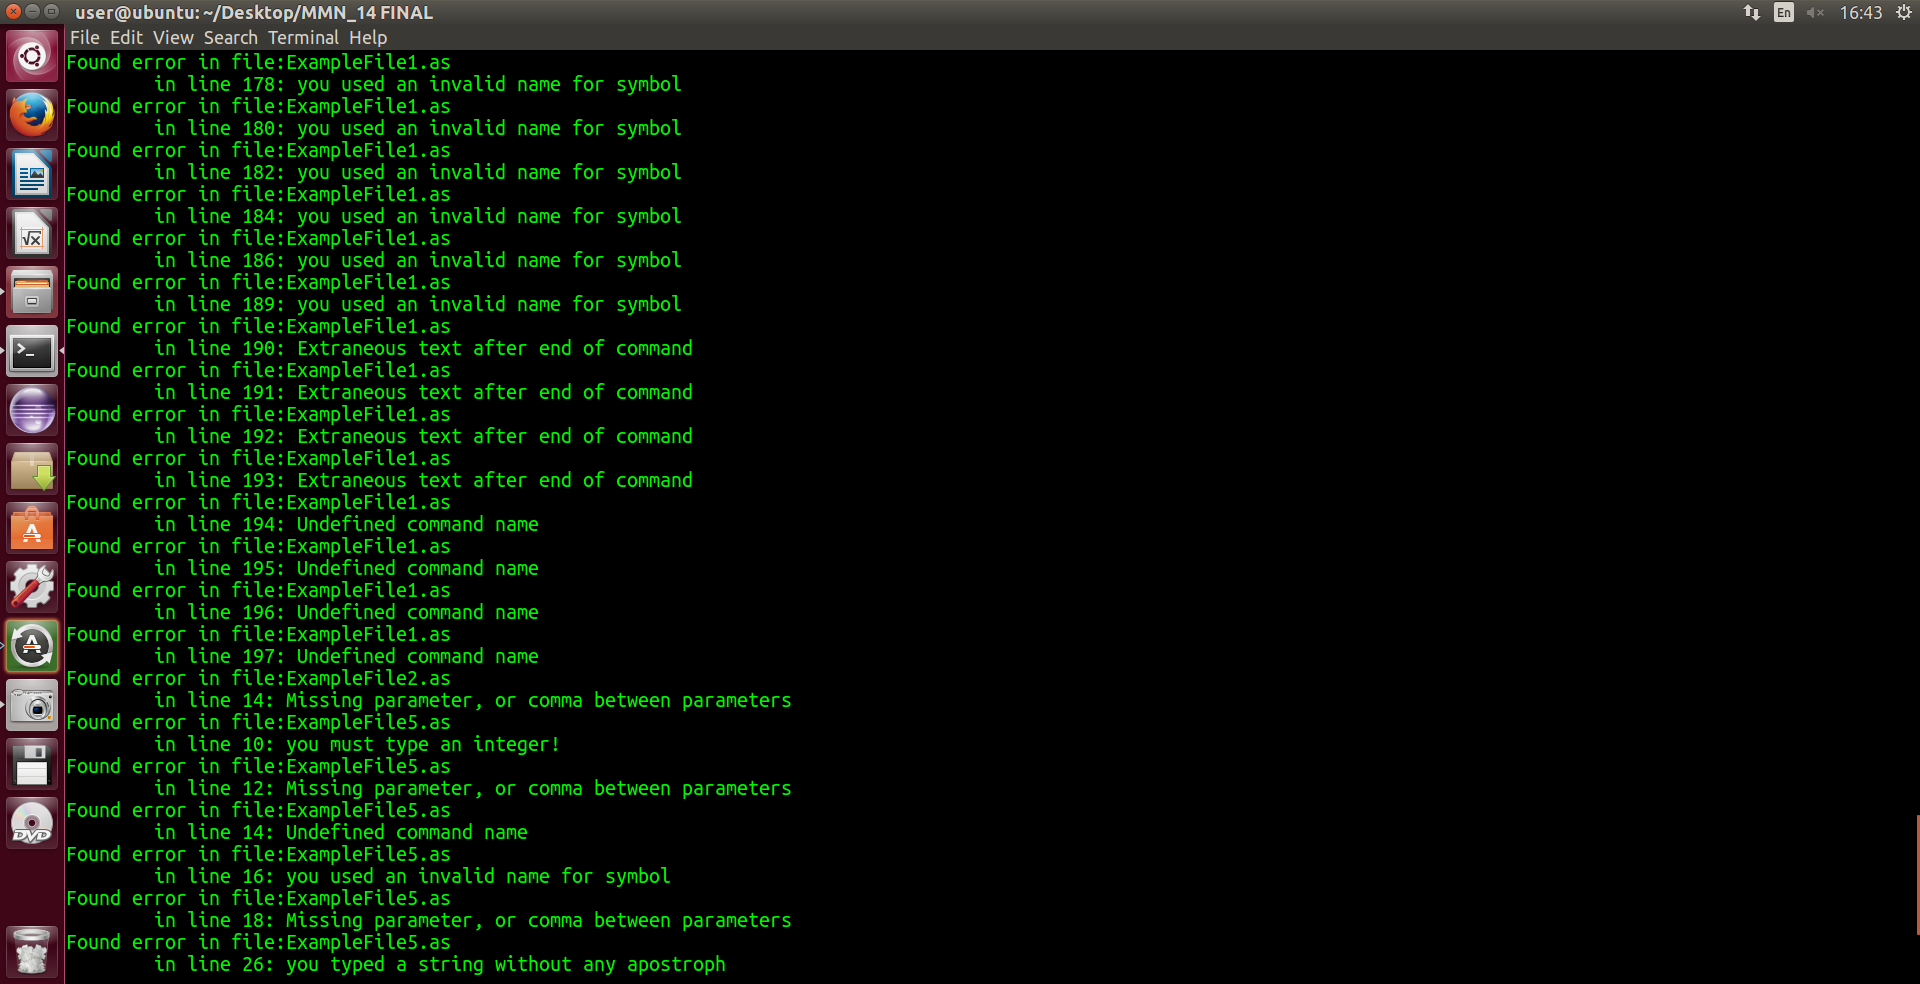 user@ubuntu: ~/Desktop/MMN_14 FINAL
En
16:43
File Edit View Search Terminal Help
Found error in file:ExampleFile1.as
in line 178: you used an invalid name for symbol
Found error in file:ExampleFile1.as
in line 180: you used an invalid name for symbol
Found error in file:ExampleFile1.as
in line 182: you used an invalid name for symbol
Found error in file:ExampleFile1.as
in line 184: you used an invalid name for symbol
Found error in file:ExampleFile1.as
in line 186: you used an invalid name for symbol
Found error in file:ExampleFile1.as
in line 189: you used an invalid name for symbol
Found error in file:ExampleFile1.as
in line 190: Extraneous text after end of command
Found error in file:ExampleFile1.as
in line 191: Extraneous text after end of command
Found error in file:ExampleFile1.as
in line 192: Extraneous text after end of command
Found error in file:ExampleFile1.as
in line 193: Extraneous text after end of command
Found error in file:ExampleFile1.as
in line 194: Undefined command name
Found error in file:ExampleFile1.as
in line 195: Undefined command name
Found error in file:ExampleFile1.as
in line 196: Undefined command name
Found error in file:ExampleFile1.as
in line 197: Undefined command name
Found error in file:ExampleFile2.as
in line 14: Missing parameter, or comma between parameters
Found error in file:ExampleFile5.as
in line 10: you must type an integer!
Found error in file:ExampleFile5.as
in line 12: Missing parameter, or comma between parameters
Found error in file:ExampleFile5.as
in line 14: Undefined command name
Found error in file:ExampleFile5.as
in line 16: you used an invalid name for symbol
Found error in file:ExampleFile5.as
in line 18: Missing parameter, or comma between parameters
Found error in file:ExampleFile5.as
in line 26: you typed a string without any apostroph
DVD